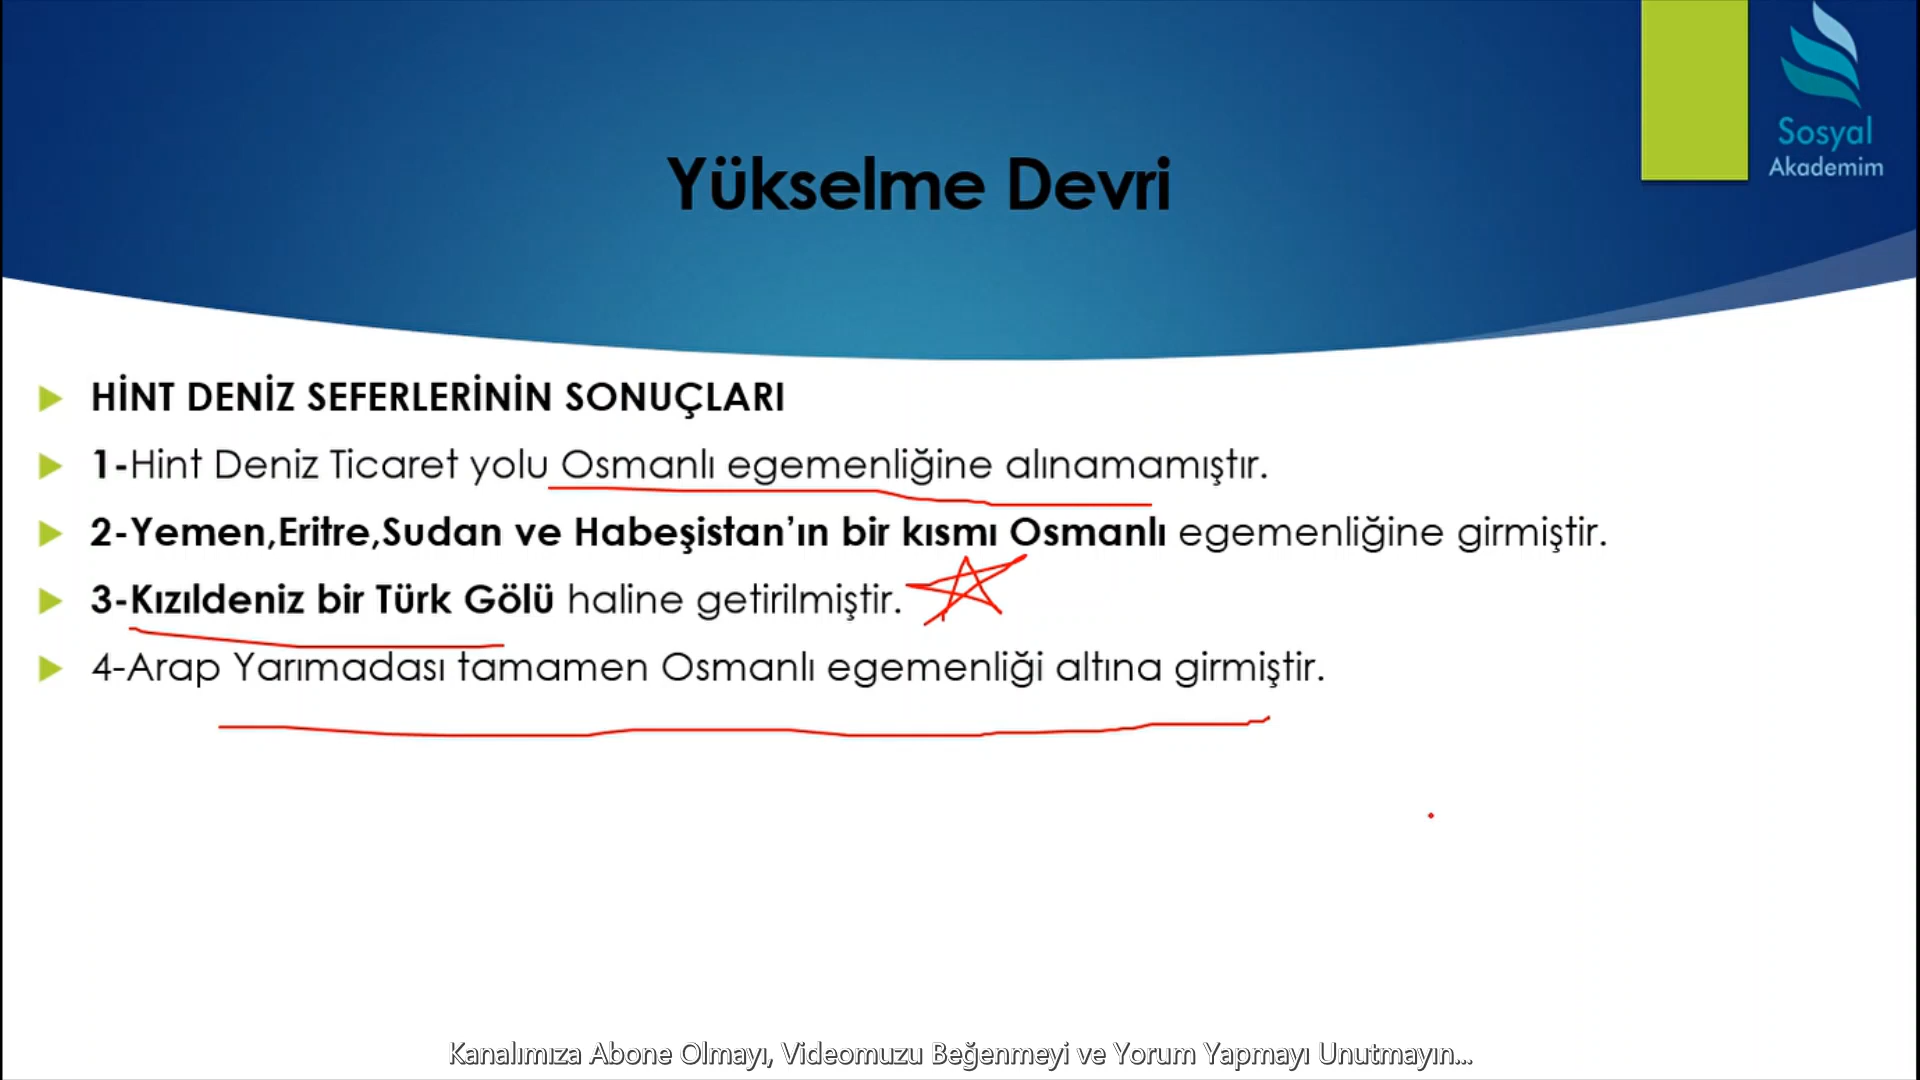 Sosyal
Akademim
Yükselme Devri
HİNT DENİZ SEFERLERİNİN SONUÇLARI
1-Hint Deniz Ticaret yolu Osmanlı egemenliğine alınamamıştır.
2-Yemen,Eritre,Sudan ve Habeşistan’ın bir kısmı Osmanlı egemenliğine girmiştir.
3-Kızıldeniz bir Türk Gölü haline getirilmiştir.
4-Arap Yarımadası tamamen Osmanlı egemenliği altına girmiştir.
Kanalımıza Abone Olmayı, Videomuzu Beğenmeyi ve Yorum Yapmayı Unutmayın...